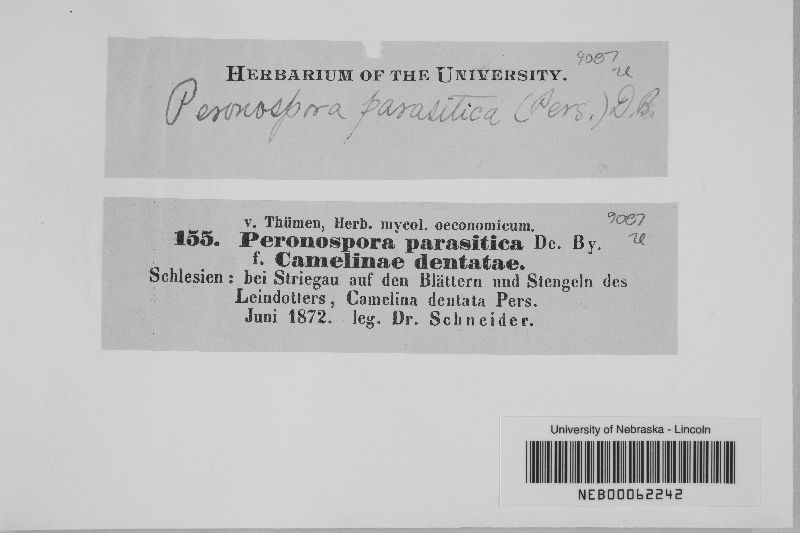 HERBARIUM OF THE UNIVERSITY.
9087
Peronospora parasitica (Pers.) D.B.
v. Thümen, Herb. mycol. oeconomicum.
9087
155. Peronospora parasitica De. By.
f. Camelinae dentatae.
Schlesien: bei Striegau auf den Blättern und Stengeln des
Leindotters, Camelina dentata Pers.
Juni 1872. leg. Dr. Schneider.
University of Nebraska - Lincoln
NEB00062242